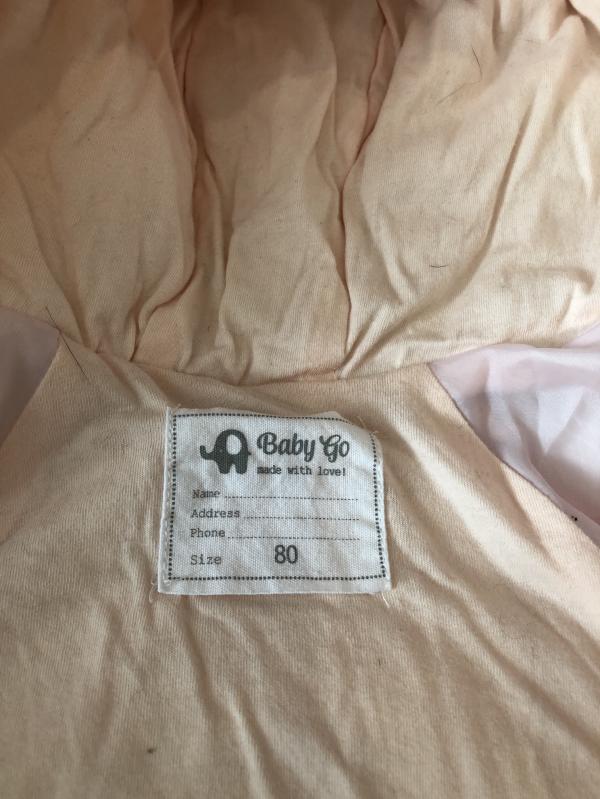 Baby Go
made with love!
Name
Address
Phone
Size 80